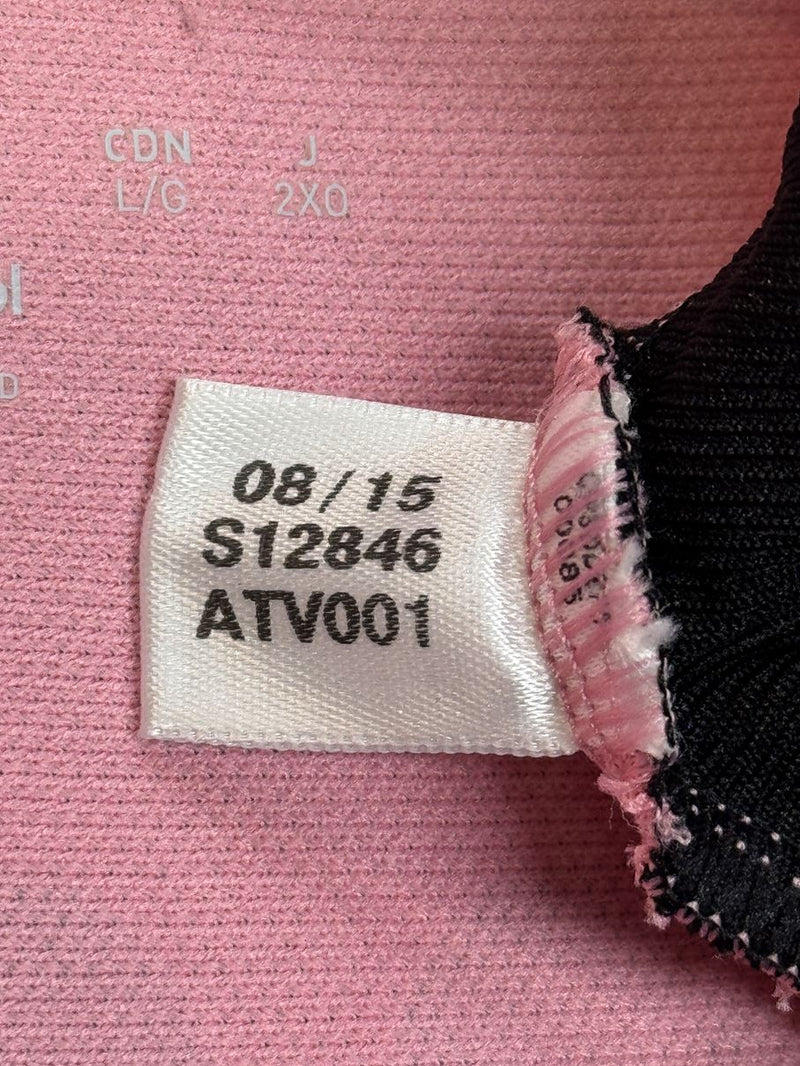 CDN J
L/G 2XO
08/15
S12846
ATV001